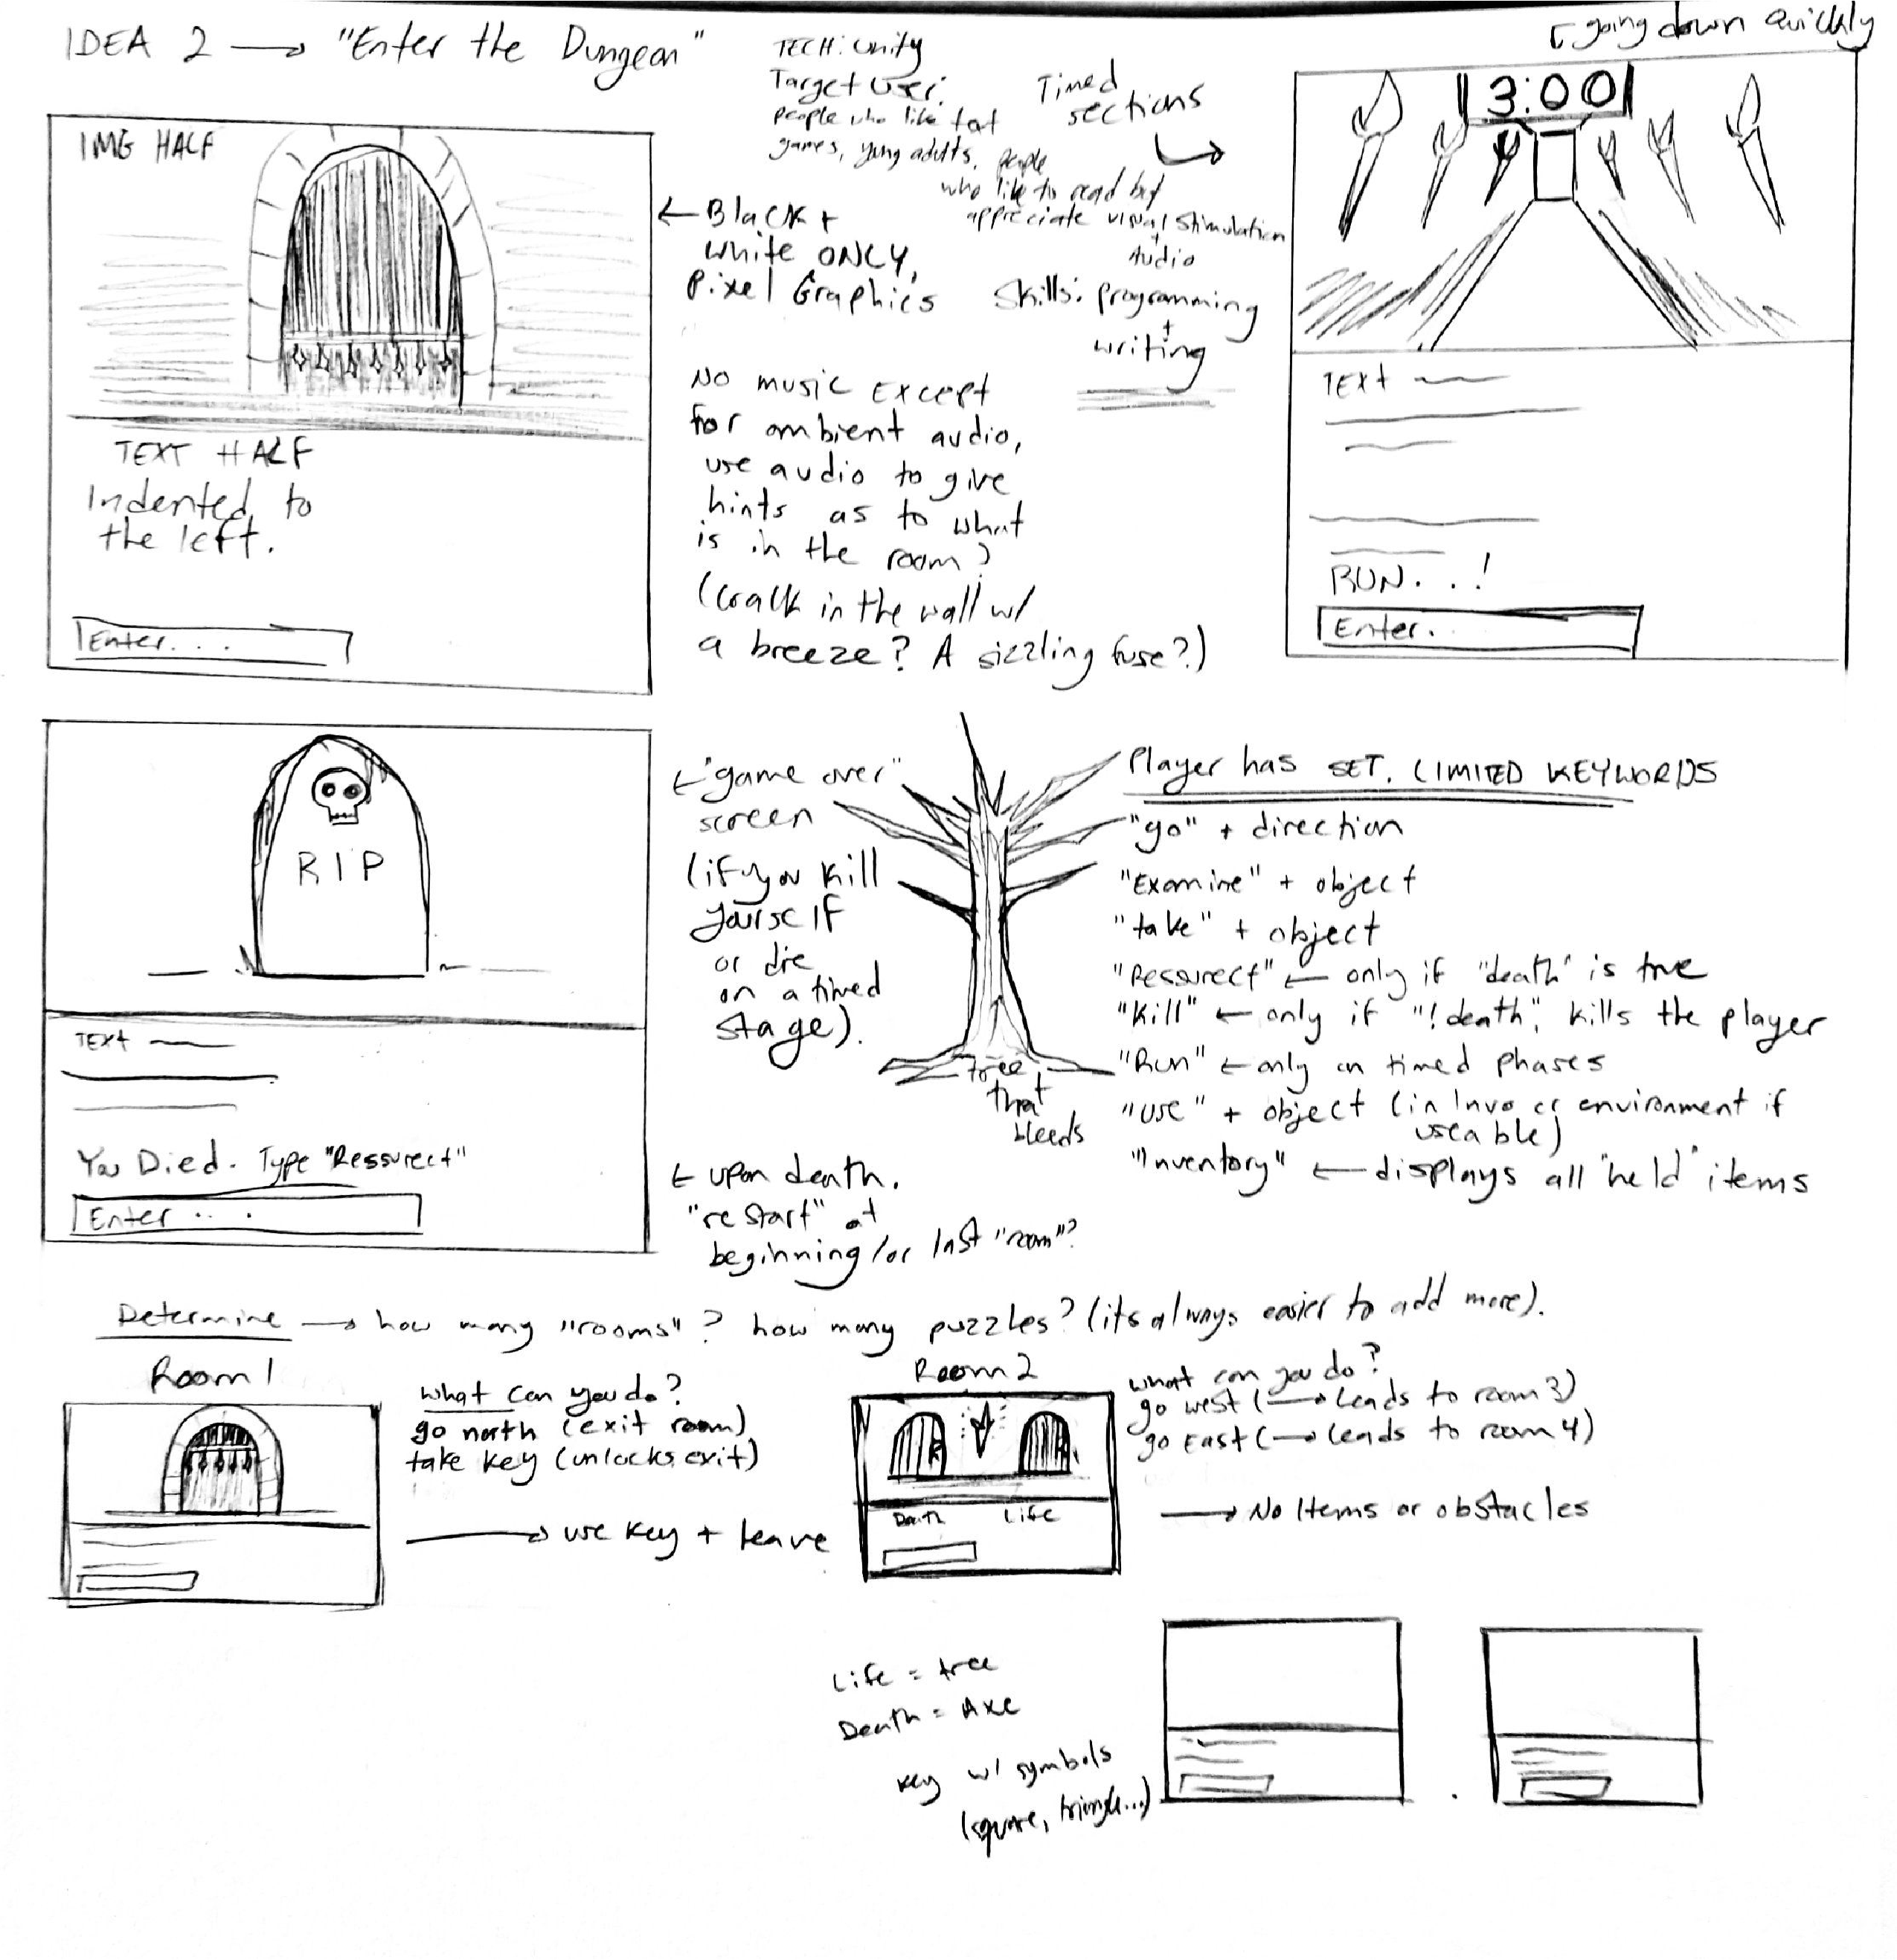 IDEA 2 → "Enter the Dungeon"
TECH: Unity
Target User:
people who like text
games, young adults, people
who like to read but
appreciate visual stimulation
+
Audio
Skills: programming
+
writing
Timed
sections
going down quickly
3:00
TEXT
RUN...!
Enter.
IMG HALF
TEXT HALF
Indented to
the left.
Enter...
← Black +
white ONLY,
Pixel Graphics
No music except
for ambient audio,
use audio to give
hints as to what
is in the room?
(crack in the wall w/
a breeze? A sizzling fuse?)
RIP
TEXT
You Died. Type "Ressurect"
Enter...
← "game over"
screen
(if you kill
yourself
or die
on a timed
stage).
← upon death,
"restart" at
beginning/or last "room"?
tree
that
bleeds
Player has SET, LIMITED KEYWORDS
"go" + direction
"Examine" + object
"take" + object
"Ressurect" ← only if "death" is true
"Kill" ← only if "!death", kills the player
"Run" ← only on timed phases
"use" + object (in Inv. or environment if
useable)
"Inventory" ← displays all "held" items
Determine → how many "rooms"? how many puzzles? (its always easier to add more).
Room 1
What can you do?
go north (exit room)
take key (unlocks exit)
→ use key + leave
Room 2
Death Life
what can you do?
go west (→ leads to room 3)
go East (→ leads to room 4)
→ No Items or obstacles
Life = tree
Death = Axe
key w/ symbols
(square, triangle...)